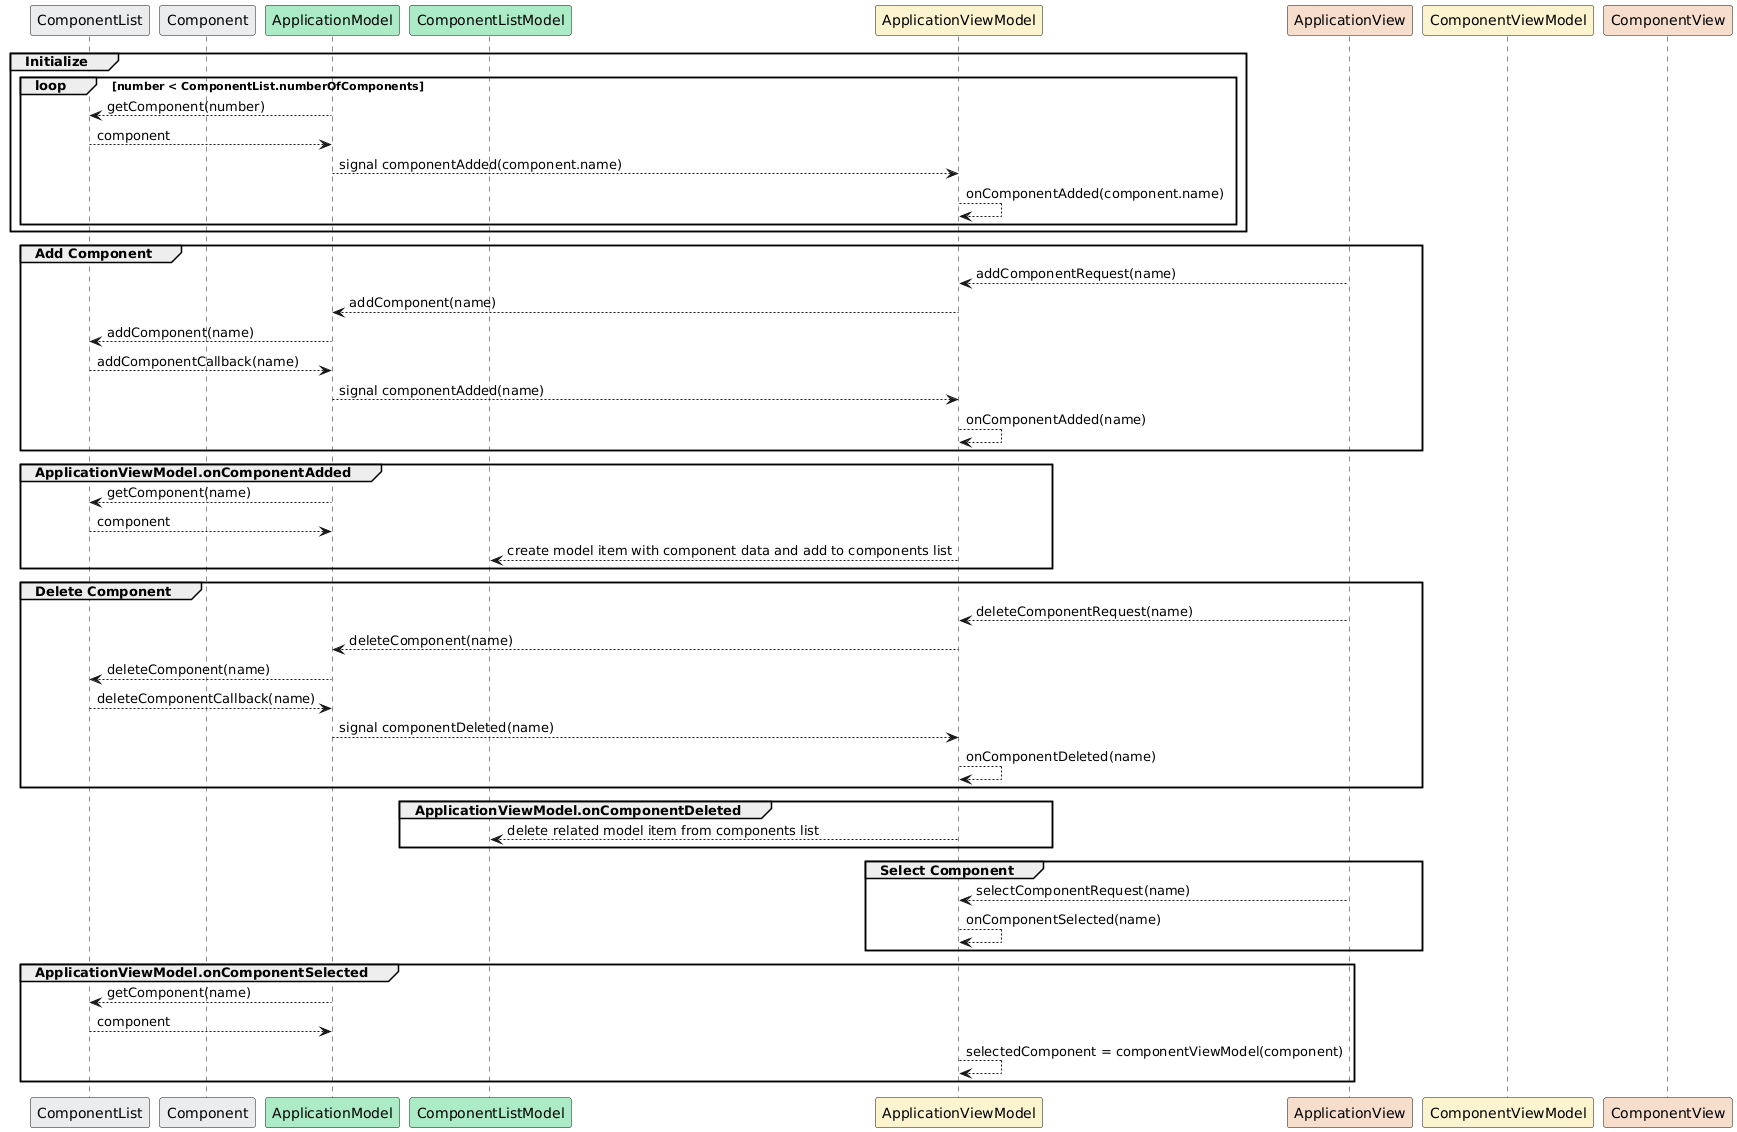 ComponentList
Component
ApplicationModel
ComponentListModel
ApplicationViewModel
ApplicationView
ComponentViewModel
ComponentView
Initialize
loop
[number < ComponentList.numberOfComponents]
getComponent(number)
component
signal componentAdded(component.name)
onComponentAdded(component.name)
Add Component
addComponentRequest(name)
addComponent(name)
addComponent(name)
addComponentCallback(name)
signal componentAdded(name)
onComponentAdded(name)
ApplicationViewModel.onComponentAdded
getComponent(name)
component
create model item with component data and add to components list
Delete Component
deleteComponentRequest(name)
deleteComponent(name)
deleteComponent(name)
deleteComponentCallback(name)
signal componentDeleted(name)
onComponentDeleted(name)
ApplicationViewModel.onComponentDeleted
delete related model item from components list
Select Component
selectComponentRequest(name)
onComponentSelected(name)
ApplicationViewModel.onComponentSelected
getComponent(name)
component
selectedComponent = componentViewModel(component)
ComponentList
Component
ApplicationModel
ComponentListModel
ApplicationViewModel
ApplicationView
ComponentViewModel
ComponentView